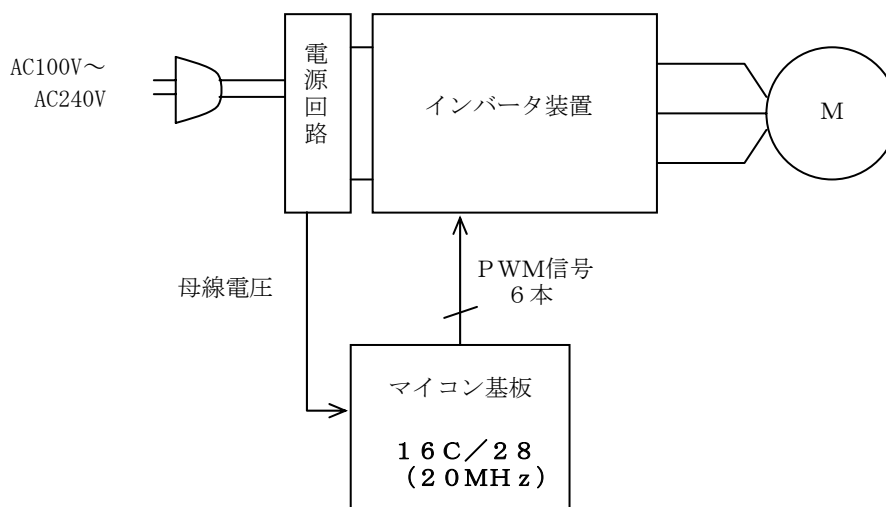 AC100V～
AC240V
電源回路
インバータ装置
M
母線電圧
PWM信号
６本
マイコン基板
１６C／２８
（２０MHｚ）